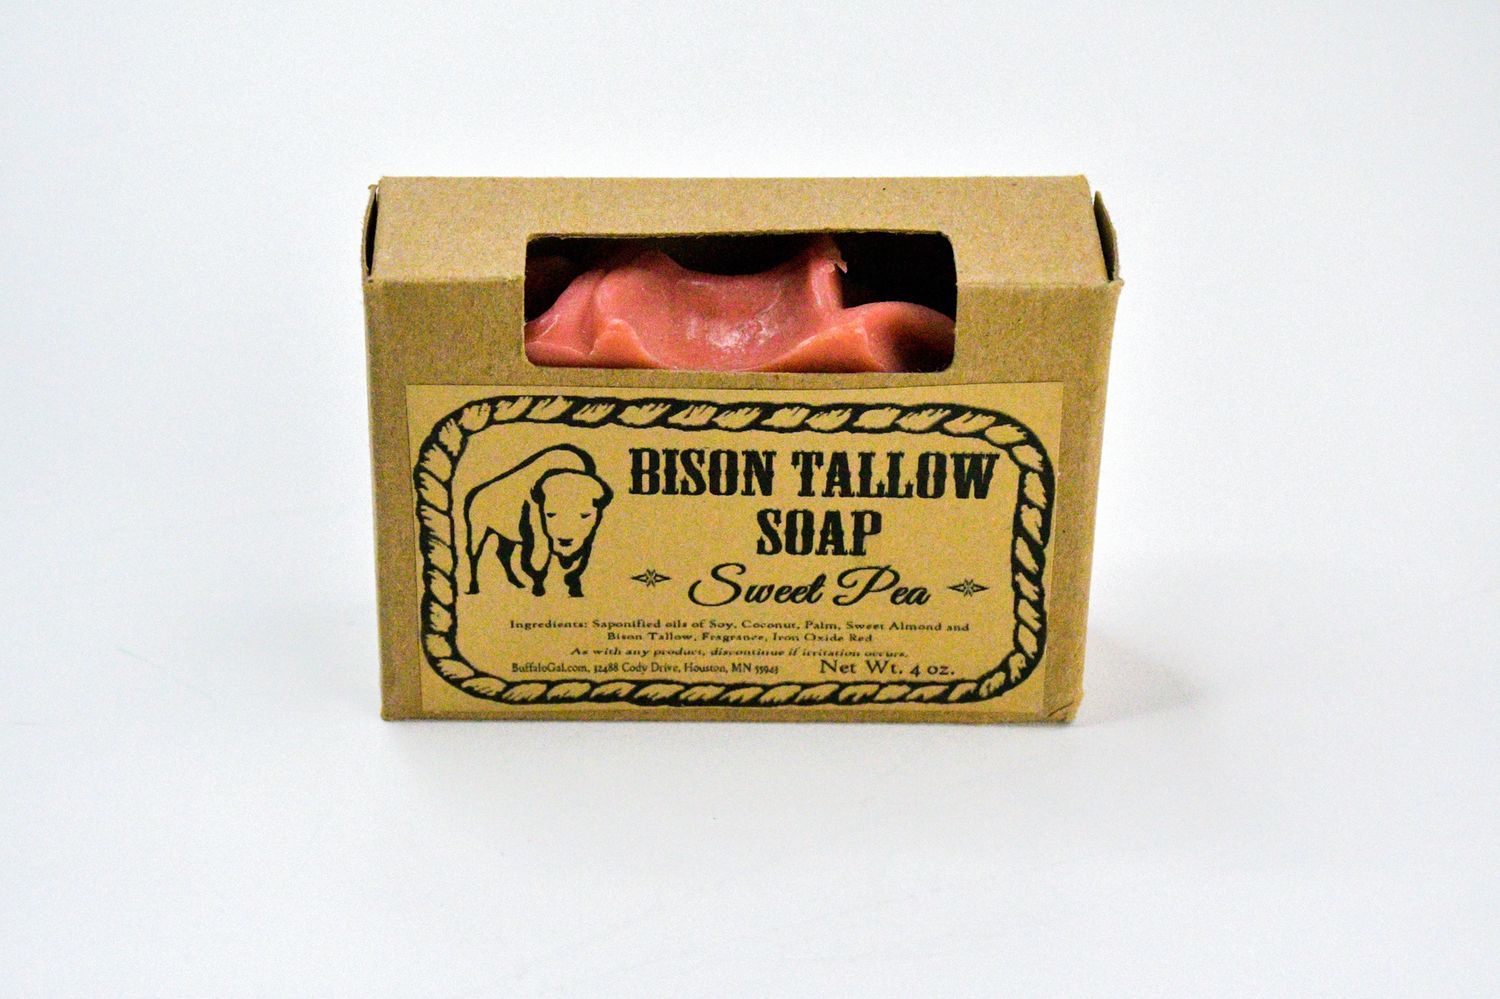 BISON TALLOW
SOAP
Sweet Pea
Ingredients: Saponified oils of Soy, Coconut, Palm, Sweet Almond and
Bison Tallow, Fragrance, Iron Oxide Red
As with any product, discontinue if irritation occurs.
BuffaloGal.com, 12488 Cody Drive, Houston, MN 55943 Net Wt. 4 oz.